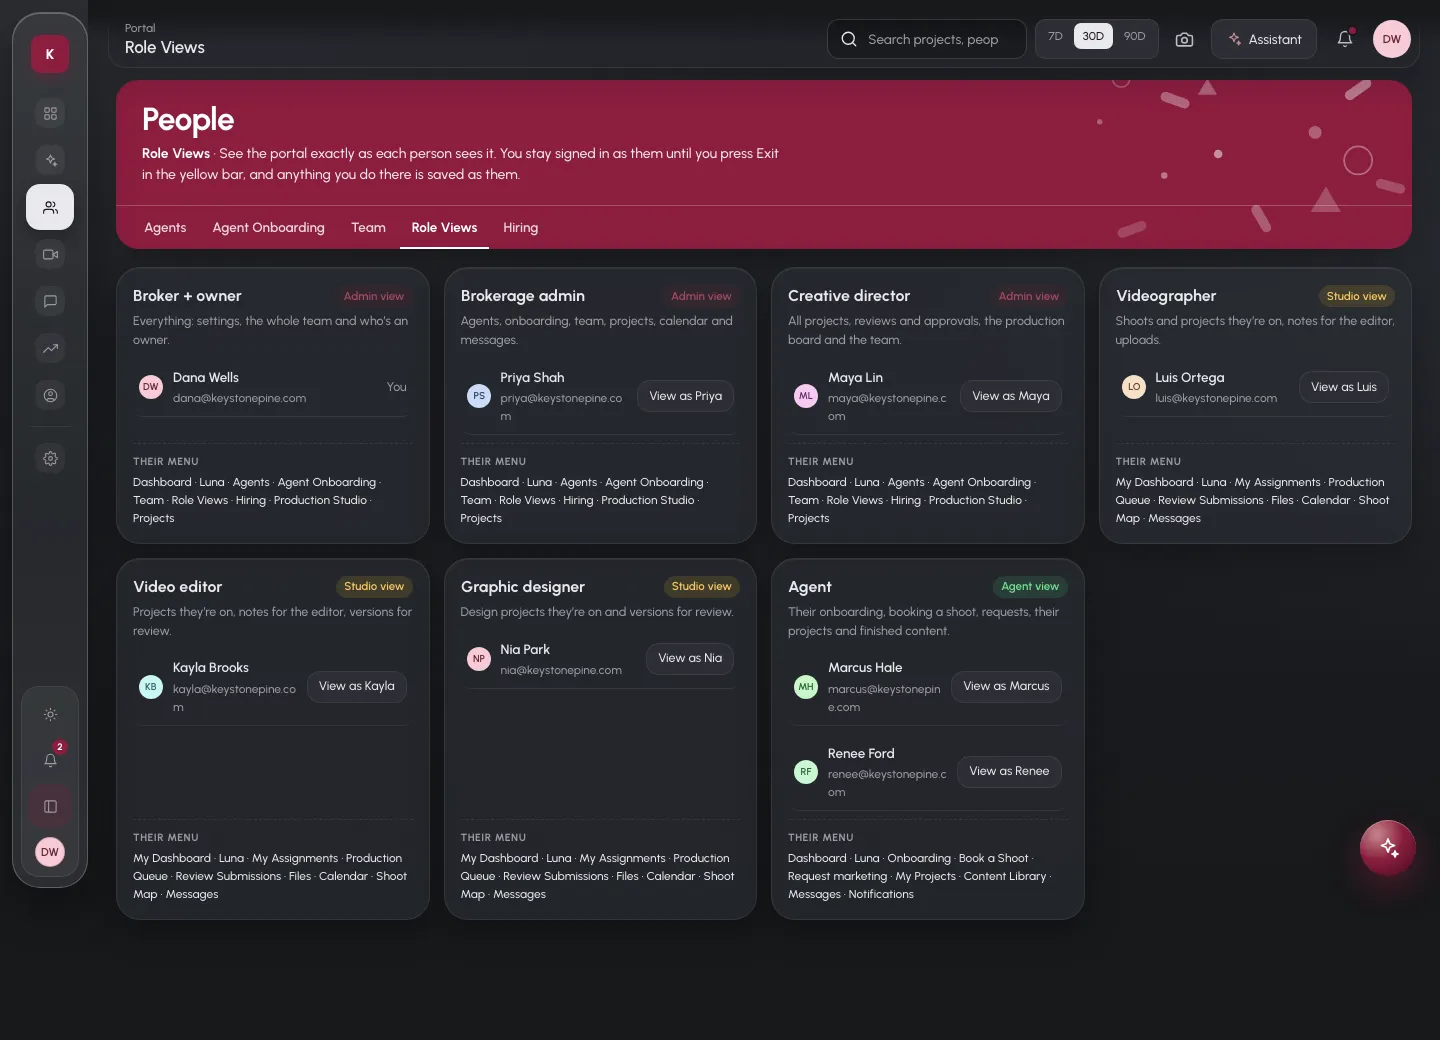 K
Portal
Role Views
Search projects, peop
7D 30D 90D
Assistant
DW
People
Role Views · See the portal exactly as each person sees it. You stay signed in as them until you press Exit
in the yellow bar, and anything you do there is saved as them.
Agents Agent Onboarding Team Role Views Hiring
Broker + owner Admin view
Everything: settings, the whole team and who's an
owner.
DW Dana Wells
dana@keystonepine.com
You
THEIR MENU
Dashboard · Luna · Agents · Agent Onboarding ·
Team · Role Views · Hiring · Production Studio ·
Projects
Brokerage admin Admin view
Agents, onboarding, team, projects, calendar and
messages.
PS Priya Shah
priya@keystonepine.co
m
View as Priya
THEIR MENU
Dashboard · Luna · Agents · Agent Onboarding ·
Team · Role Views · Hiring · Production Studio ·
Projects
Creative director Admin view
All projects, reviews and approvals, the production
board and the team.
ML Maya Lin
maya@keystonepine.c
om
View as Maya
THEIR MENU
Dashboard · Luna · Agents · Agent Onboarding ·
Team · Role Views · Hiring · Production Studio ·
Projects
Videographer Studio view
Shoots and projects they're on, notes for the editor,
uploads.
LO Luis Ortega
luis@keystonepine.com
View as Luis
THEIR MENU
My Dashboard · Luna · My Assignments · Production
Queue · Review Submissions · Files · Calendar · Shoot
Map · Messages
Video editor Studio view
Projects they're on, notes for the editor, versions for
review.
KB Kayla Brooks
kayla@keystonepine.co
m
View as Kayla
THEIR MENU
My Dashboard · Luna · My Assignments · Production
Queue · Review Submissions · Files · Calendar · Shoot
Map · Messages
Graphic designer Studio view
Design projects they're on and versions for review.
NP Nia Park
nia@keystonepine.com
View as Nia
THEIR MENU
My Dashboard · Luna · My Assignments · Production
Queue · Review Submissions · Files · Calendar · Shoot
Map · Messages
Agent Agent view
Their onboarding, booking a shoot, requests, their
projects and finished content.
MH Marcus Hale
marcus@keystonepin
e.com
View as Marcus
RF Renee Ford
renee@keystonepine.c
om
View as Renee
THEIR MENU
Dashboard · Luna · Onboarding · Book a Shoot ·
Request marketing · My Projects · Content Library ·
Messages · Notifications
2
DW